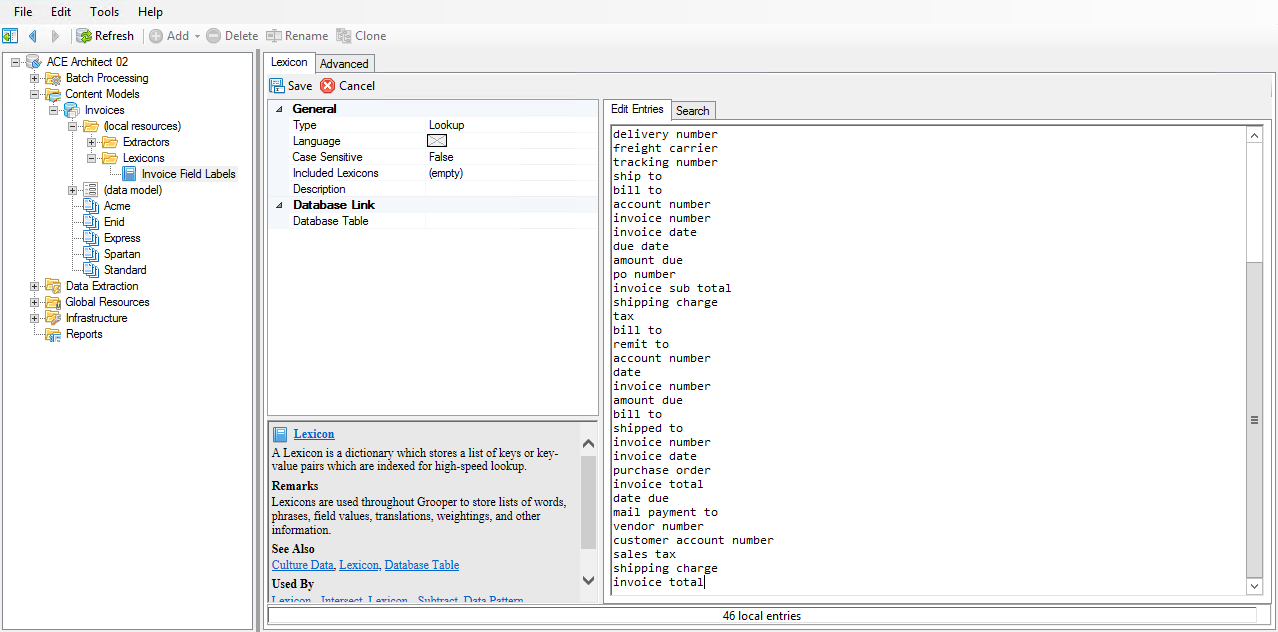 File Edit Tools Help
Refresh Add Delete Rename Clone
ACE Architect 02
Batch Processing
Content Models
Invoices
(local resources)
Extractors
Lexicons
Invoice Field Labels
(data model)
Acme
Enid
Express
Spartan
Standard
Data Extraction
Global Resources
Infrastructure
Reports
Lexicon Advanced
Save Cancel
General
Type Lookup
Language
Case Sensitive False
Included Lexicons (empty)
Description
Database Link
Database Table
Lexicon
A Lexicon is a dictionary which stores a list of keys or key-
value pairs which are indexed for high-speed lookup.
Remarks
Lexicons are used throughout Grooper to store lists of words,
phrases, field values, translations, weightings, and other
information.
See Also
Culture Data, Lexicon, Database Table
Used By
Lexicon - Intersect, Lexicon - Subtract, Data Pattern
Edit Entries Search
delivery number
freight carrier
tracking number
ship to
bill to
account number
invoice number
invoice date
due date
amount due
po number
invoice sub total
shipping charge
tax
bill to
remit to
account number
date
invoice number
amount due
bill to
shipped to
invoice number
invoice date
purchase order
invoice total
date due
mail payment to
vendor number
customer account number
sales tax
shipping charge
invoice total
46 local entries